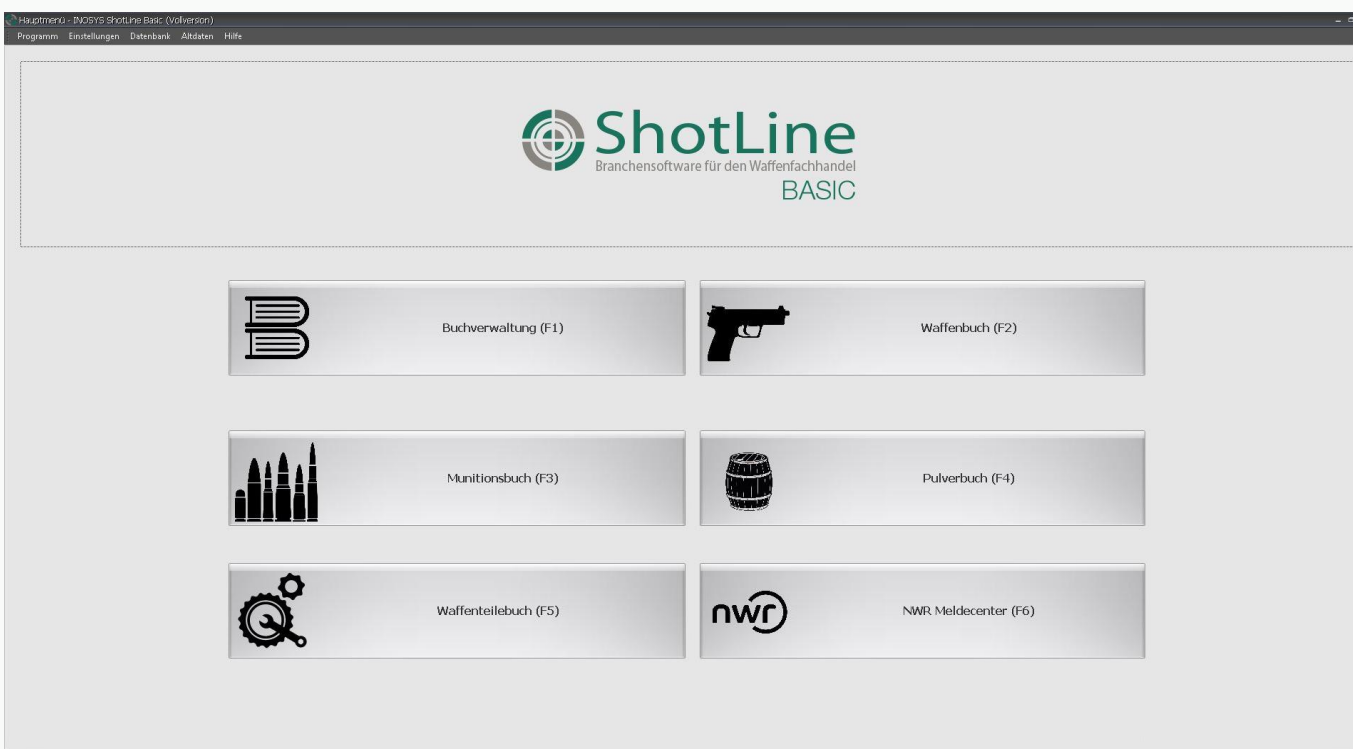 Hauptmenü - INOSYS ShotLine Basic (Vollversion)
Programm Einstellungen Datenbank Altdaten Hilfe
ShotLine
Branchensoftware für den Waffenfachhandel
BASIC
Buchverwaltung (F1)
Waffenbuch (F2)
Munitionsbuch (F3)
Pulverbuch (F4)
Waffenteilebuch (F5)
nwr
NWR Meldecenter (F6)